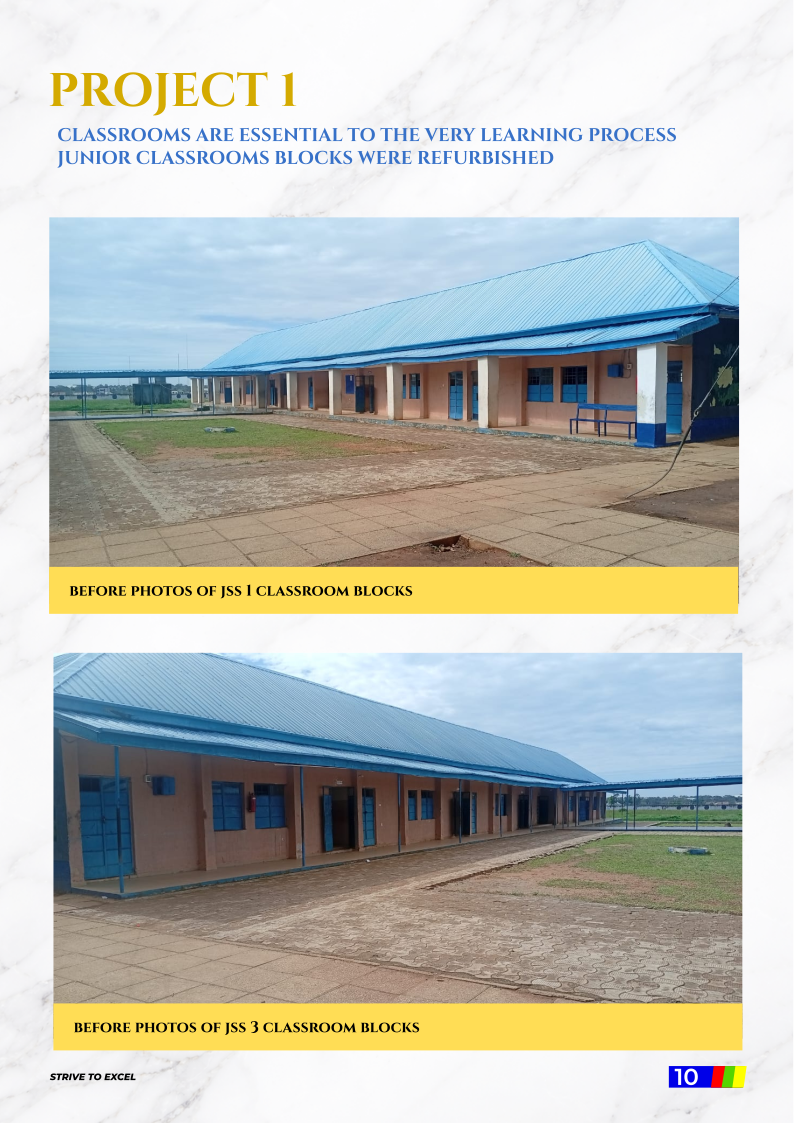 PROJECT 1
CLASSROOMS ARE ESSENTIAL TO THE VERY LEARNING PROCESS
JUNIOR CLASSROOMS BLOCKS WERE REFURBISHED
BEFORE PHOTOS OF JSS 1 CLASSROOM BLOCKS
BEFORE PHOTOS OF JSS 3 CLASSROOM BLOCKS
STRIVE TO EXCEL
10